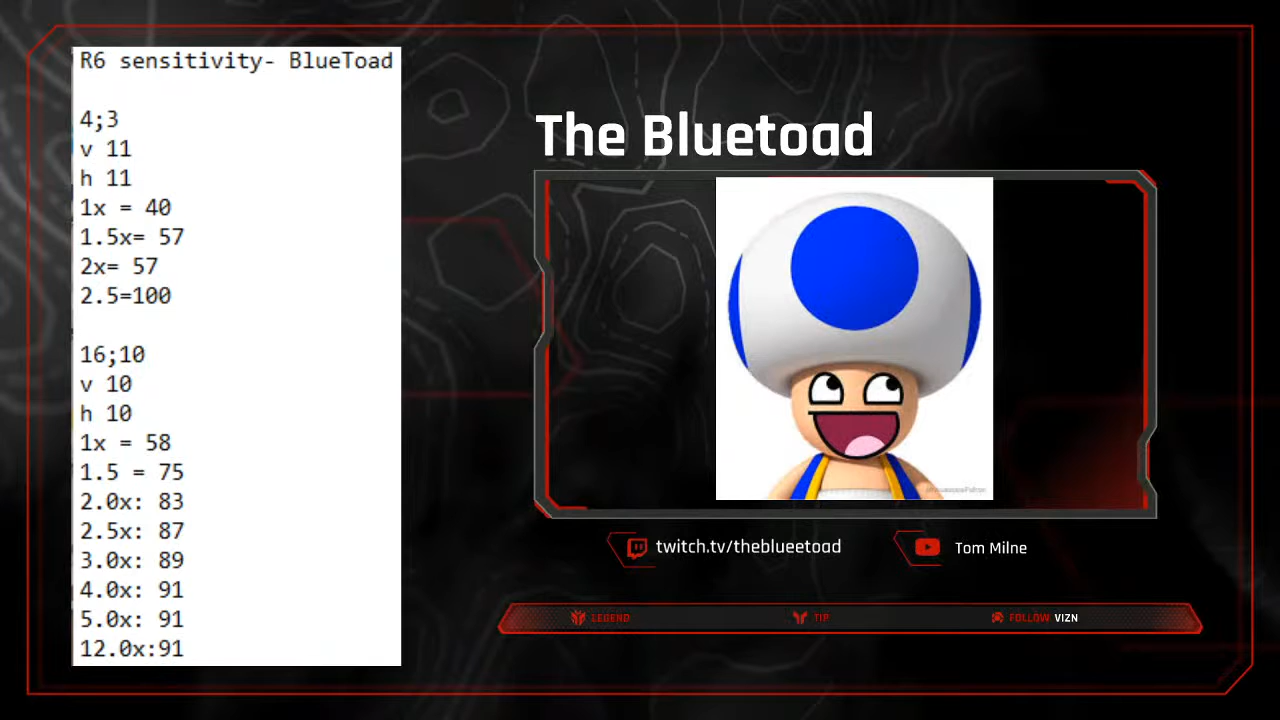 R6 sensitivity- BlueToad
4;3
v 11
h 11
1x = 40
1.5x= 57
2x= 57
2.5=100
16;10
v 10
h 10
1x = 58
1.5 = 75
2.0x: 83
2.5x: 87
3.0x: 89
4.0x: 91
5.0x: 91
12.0x:91
The Bluetoad
twitch.tv/theblueetoad
Tom Milne
LEGEND
TIP
FOLLOW VIZN